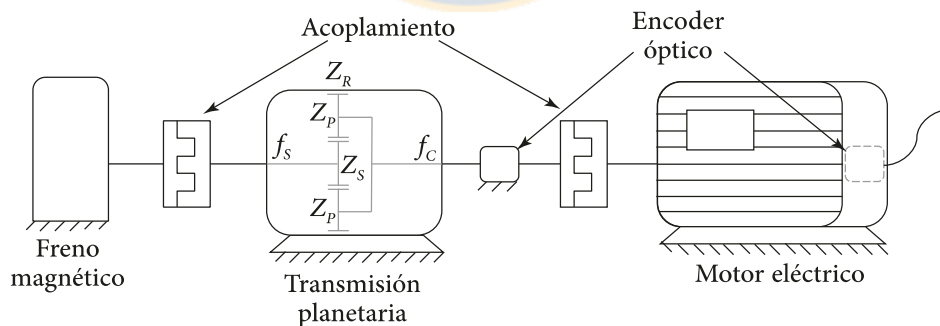 Acoplamiento
Encoder
óptico
Z_R
Z_P
f_S
f_C
Z_S
Z_P
Freno
magnético
Transmisión
planetaria
Motor eléctrico